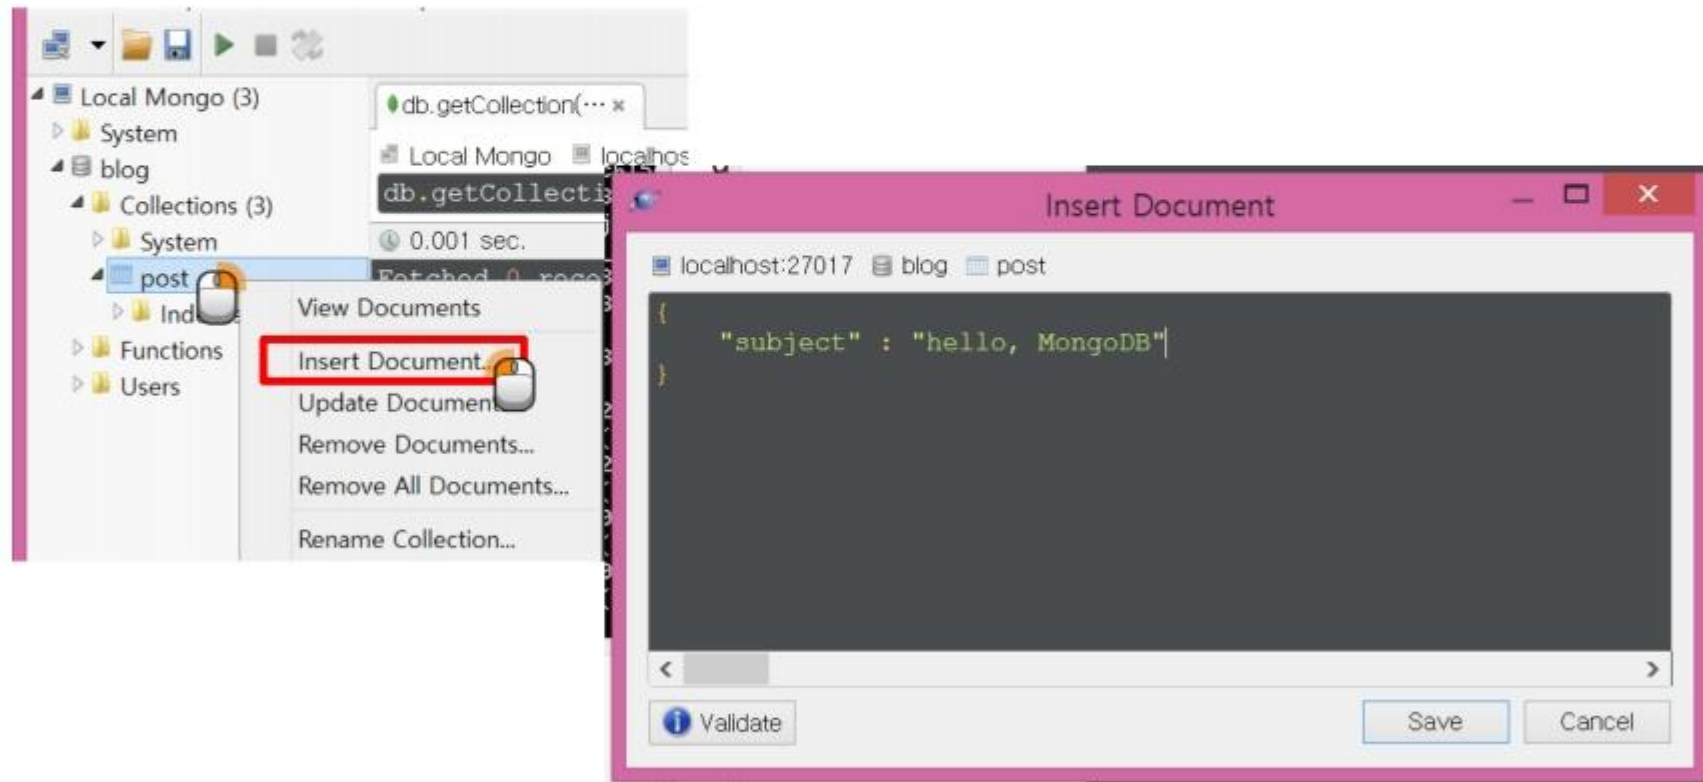 Local Mongo (3)
System
blog
Collections (3)
System
post
Functions
Users
db.getCollection(···
Local Mongo
db.getCollecti
0.001 sec.
View Documents
Insert Document...
Update Document
Remove Documents...
Remove All Documents...
Rename Collection...
Insert Document
localhost:27017 blog post
{
"subject" : "hello, MongoDB"
}
Validate
Save Cancel